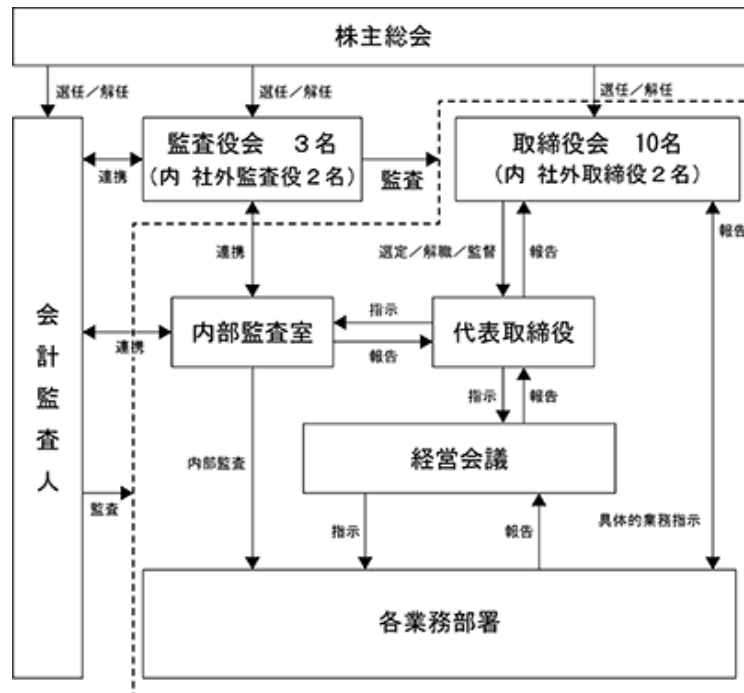 株主総会
選任／解任
選任／解任
選任／解任
監査役会　３名
（内 社外監査役２名）
取締役会　10名
（内 社外取締役２名）
連携
監査
連携
選定／解職／監督
報告
報告
会計監査人
内部監査室
指示
報告
代表取締役
連携
指示
報告
経営会議
内部監査
監査
指示
報告
具体的業務指示
各業務部署